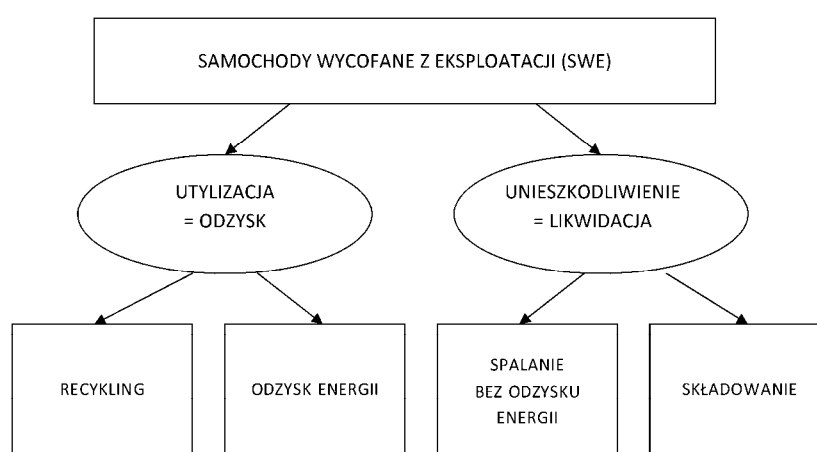 SAMOCHODY WYCOFANE Z EKSPLOATACJI (SWE)
UTYLIZACJA
= ODZYSK
UNIESZKODLIWIENIE
= LIKWIDACJA
RECYKLING
ODZYSK ENERGII
SPALANIE
BEZ ODZYSKU
ENERGII
SKŁADOWANIE